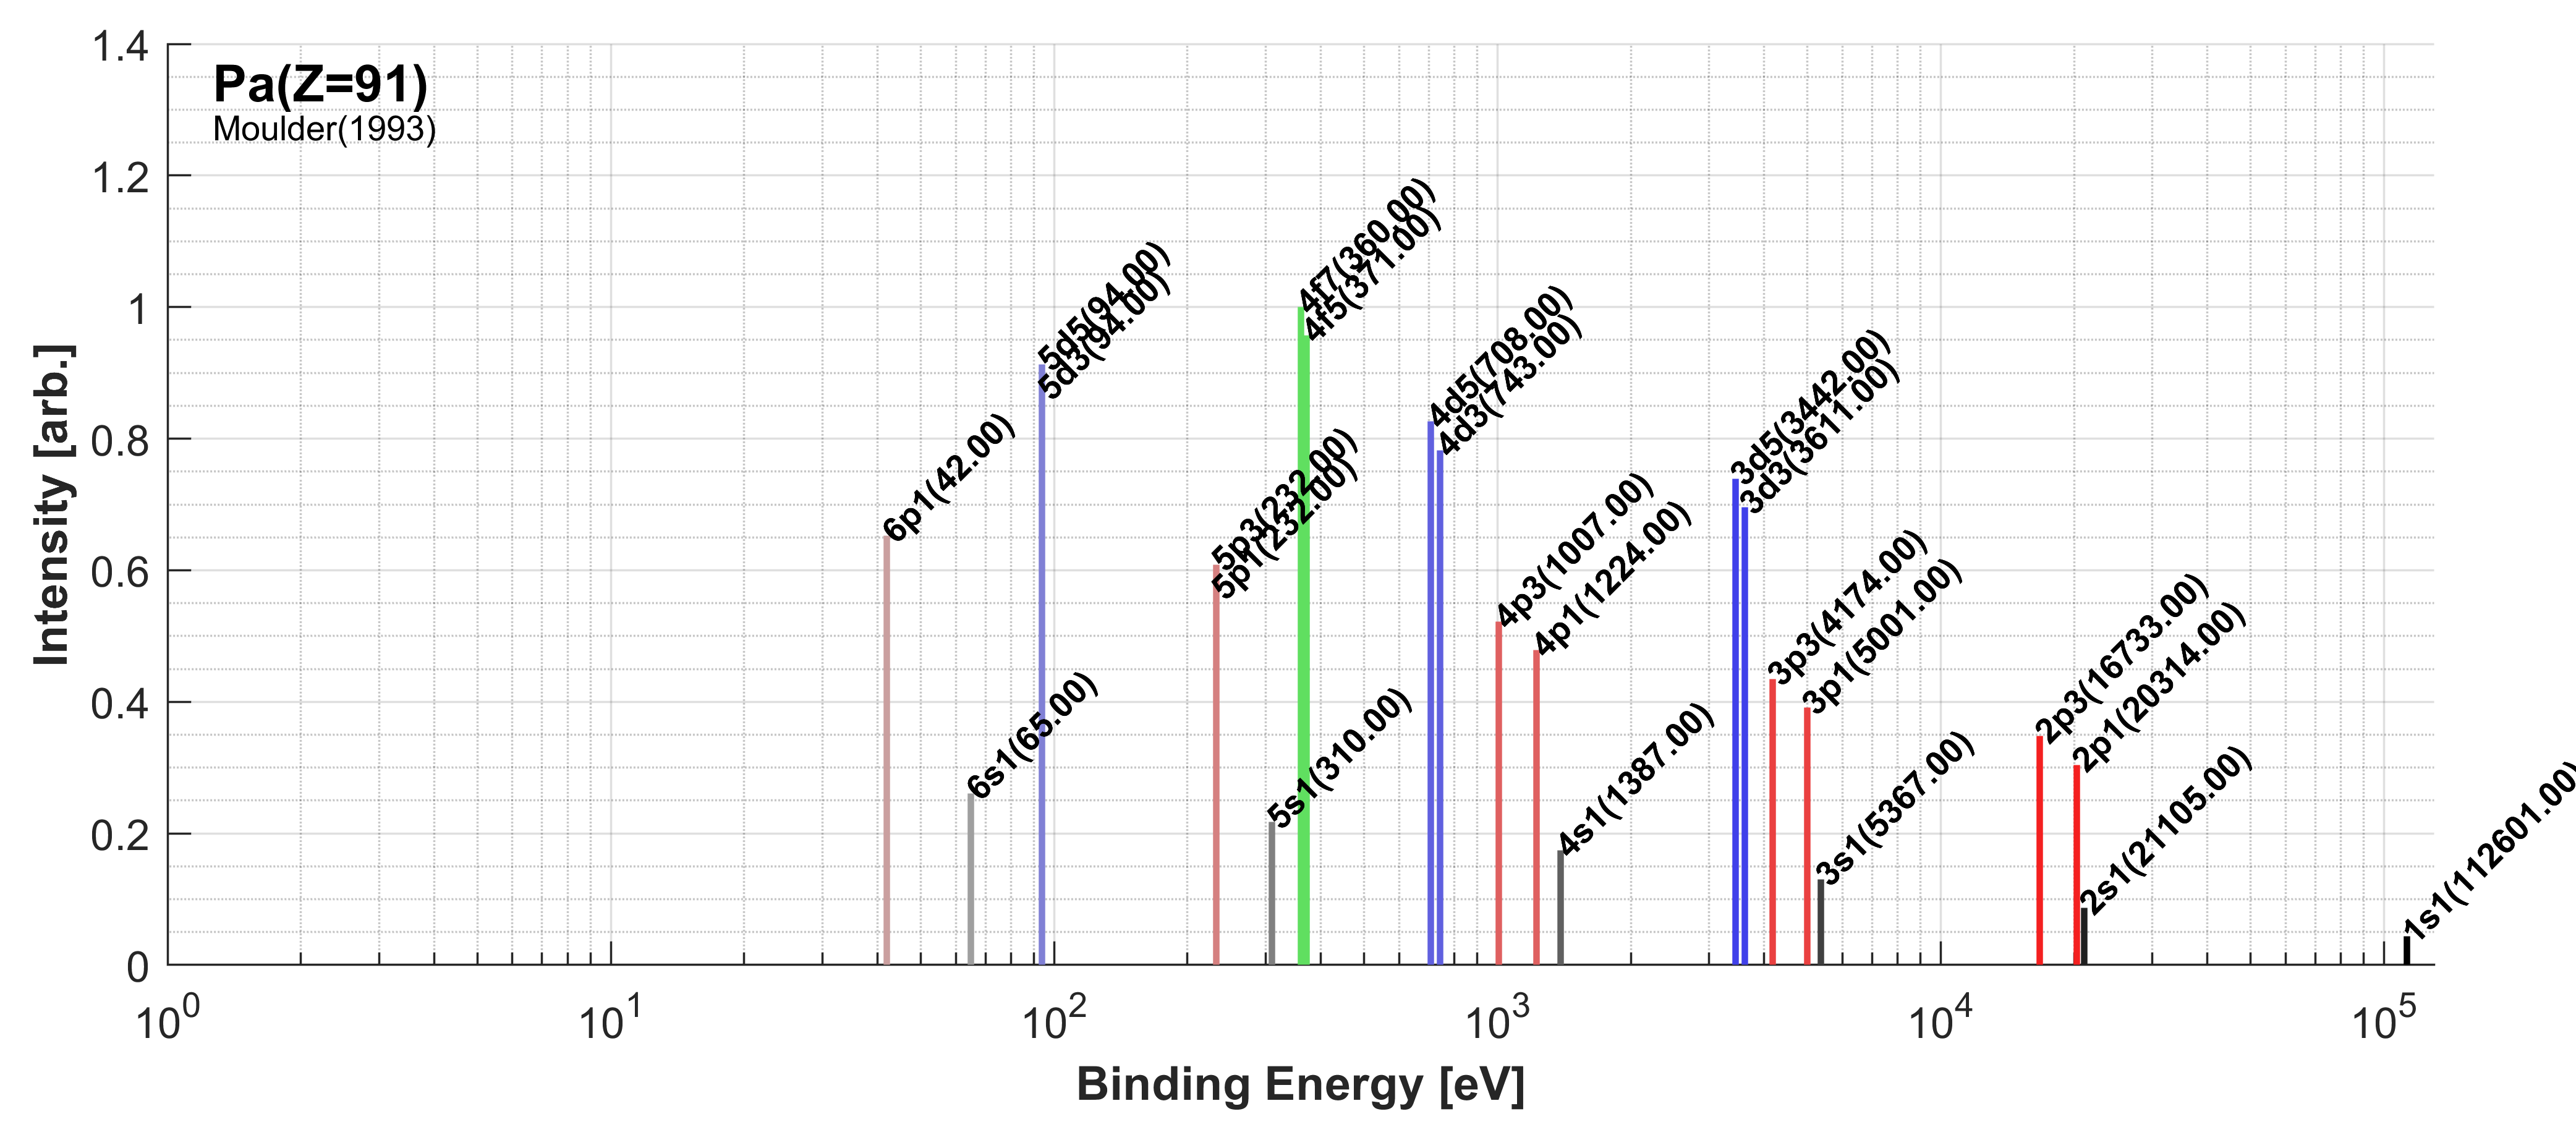 Pa(Z=91)
Moulder(1993)
Intensity [arb.]
1.4
1.2
1
0.8
0.6
0.4
0.2
0
6p1(42.00)
6s1(65.00)
5d5(94.00)
5d3(94.00)
5p3(232.00)
5p1(232.00)
5s1(310.00)
4f7(360.00)
4f5(371.00)
4d5(708.00)
4d3(743.00)
4p3(1007.00)
4p1(1224.00)
4s1(1387.00)
3d5(3442.00)
3d3(3611.00)
3p3(4174.00)
3p1(5001.00)
3s1(5367.00)
2p3(16733.00)
2p1(20314.00)
2s1(21105.00)
1s1(112601.00)
10^0
10^1
10^2
10^3
10^4
10^5
Binding Energy [eV]